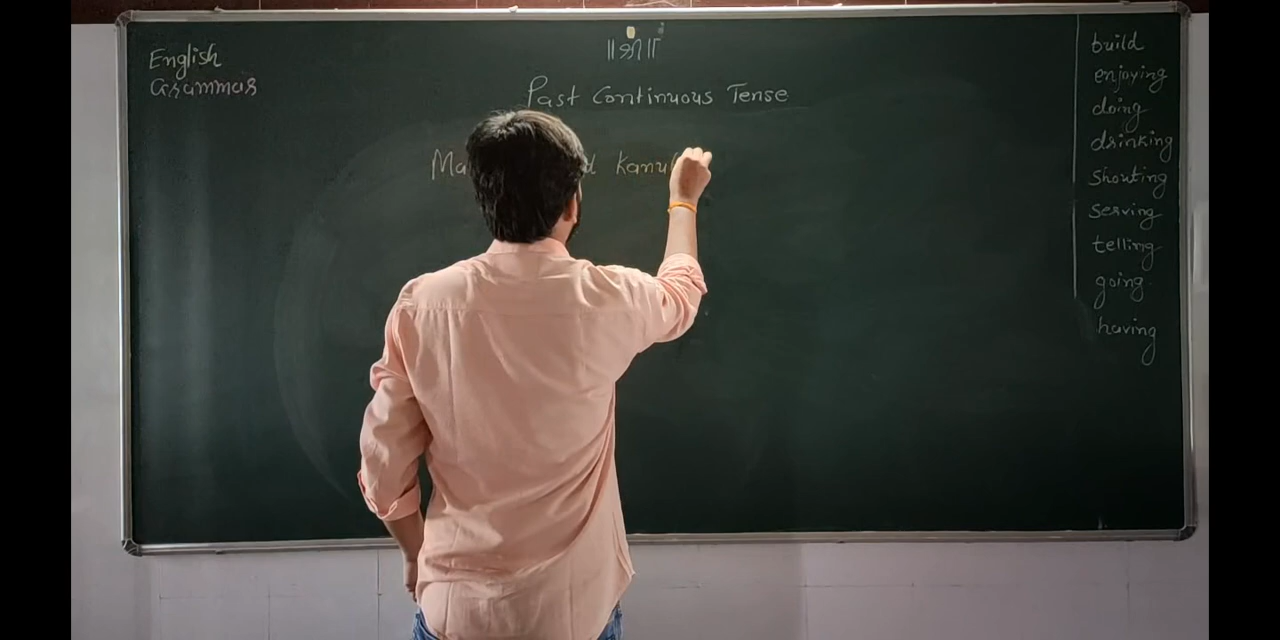 English
Grammar
॥श्री॥
Past Continuous Tense
build
enjoying
doing
drinking
shouting
serving
telling
going.
having